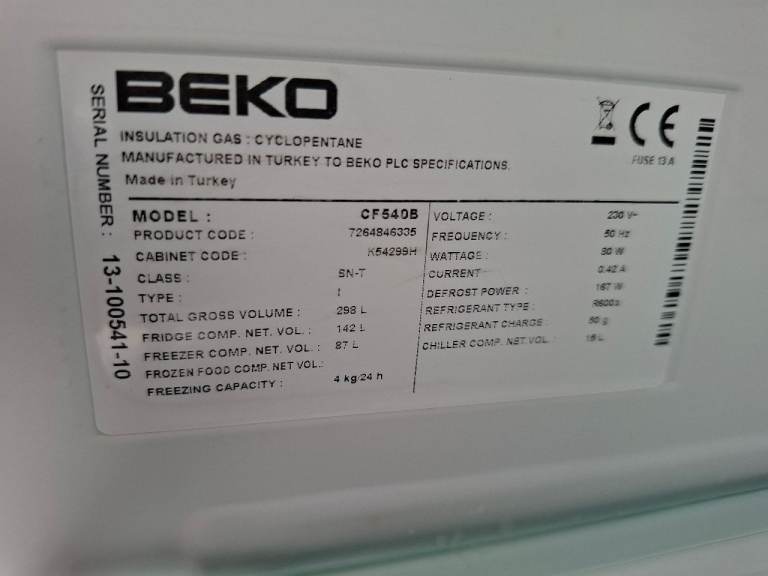 BEKO
INSULATION GAS : CYCLOPENTANE
MANUFACTURED IN TURKEY TO BEKO PLC SPECIFICATIONS.
Made in Turkey
CE
FUSE 13 A
SERIAL NUMBER : 13-100541-10
MODEL : CF540B
PRODUCT CODE : 7264846335
CABINET CODE : K54299H
CLASS : SN-T
TYPE : I
TOTAL GROSS VOLUME : 298 L
FRIDGE COMP. NET. VOL. : 142 L
FREEZER COMP. NET. VOL. : 87 L
FROZEN FOOD COMP. NET VOL.:
FREEZING CAPACITY : 4 kg/24 h
VOLTAGE : 230 V~
FREQUENCY : 50 Hz
WATTAGE : 80 W
CURRENT 0.42 A
DEFROST POWER : 167 W
REFRIGERANT TYPE : R600a
REFRIGERANT CHARGE
CHILLER COMP. NET.VOL. : 15 L